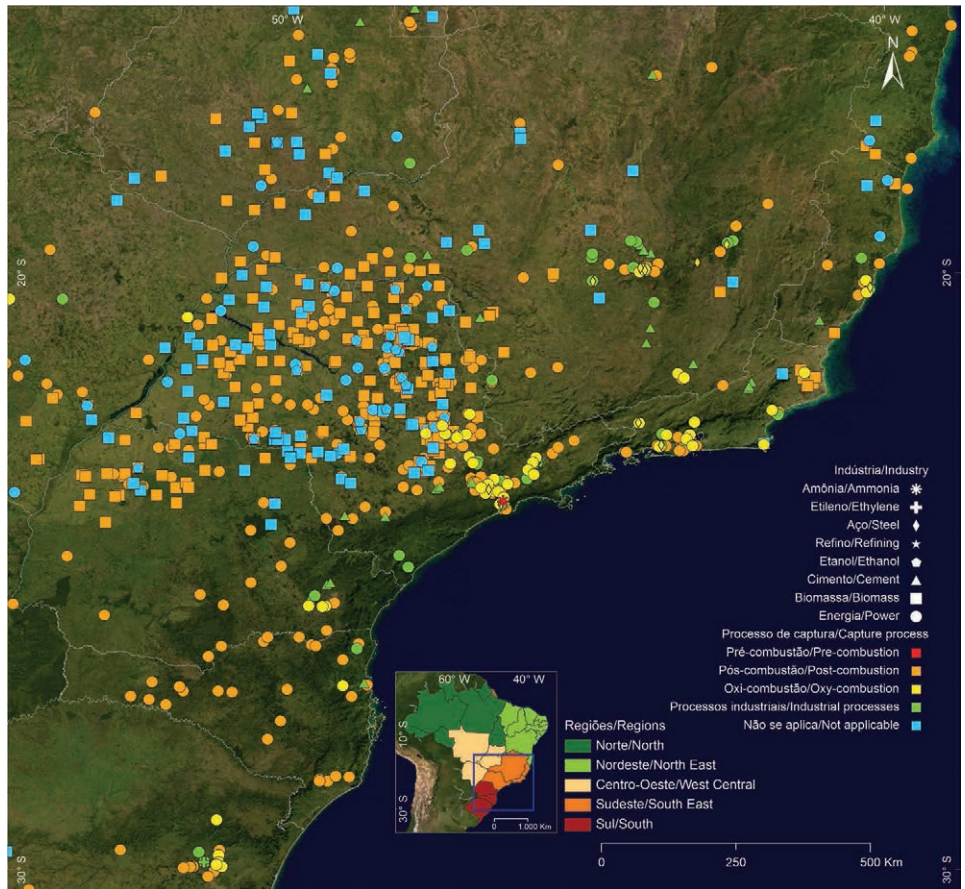 50° W
40° W
N
20° S
20° S
Indústria/Industry
Amônia/Ammonia
Etileno/Ethylene
Aço/Steel
Refino/Refining
Etanol/Ethanol
Cimento/Cement
Biomassa/Biomass
Energia/Power
Processo de captura/Capture process
Pré-combustão/Pre-combustion
Pós-combustão/Post-combustion
Oxi-combustão/Oxy-combustion
Processos industriais/Industrial processes
Não se aplica/Not applicable
60° W
40° W
10° S
30° S
0
1.000 Km
Regiões/Regions
Norte/North
Nordeste/North East
Centro-Oeste/West Central
Sudeste/South East
Sul/South
0
250
500 Km
30° S
30° S